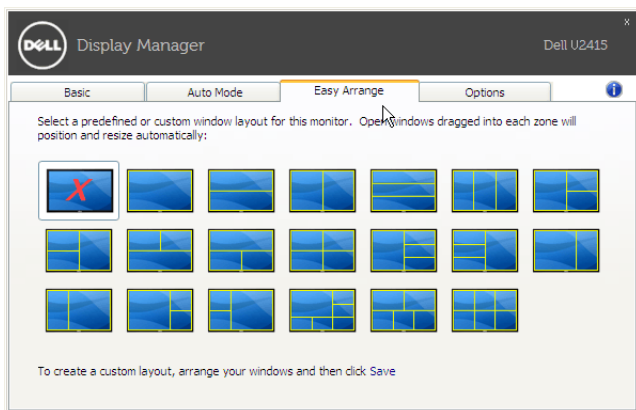 DELL Display Manager Dell U2415
x
Basic Auto Mode Easy Arrange Options i
Select a predefined or custom window layout for this monitor. Open windows dragged into each zone will
position and resize automatically:
X
To create a custom layout, arrange your windows and then click Save